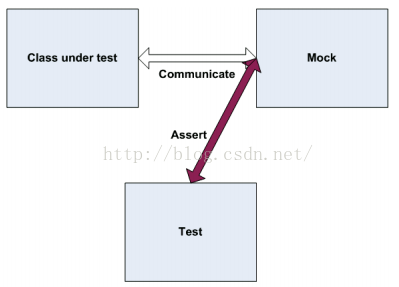 Class under test
Mock
Communicate
Assert
http://blog.csdn.net/
Test